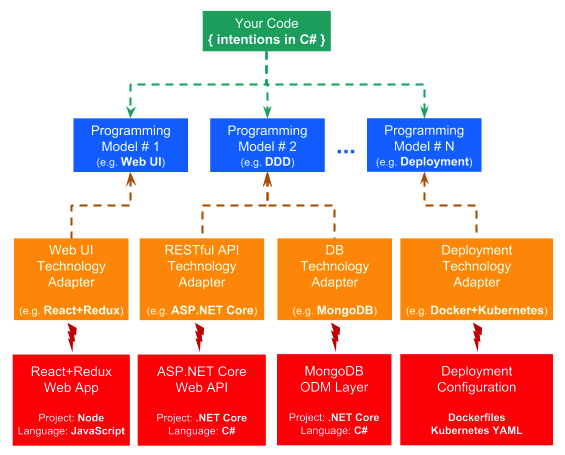 Your Code
{ intentions in C# }
Programming
Model # 1
(e.g. Web UI)
Programming
Model # 2
(e.g. DDD)
...
Programming
Model # N
(e.g. Deployment)
Web UI
Technology
Adapter
(e.g. React+Redux)
RESTful API
Technology
Adapter
(e.g. ASP.NET Core)
DB
Technology
Adapter
(e.g. MongoDB)
Deployment
Technology
Adapter
(e.g. Docker+Kubernetes)
React+Redux
Web App
Project: Node
Language: JavaScript
ASP.NET Core
Web API
Project: .NET Core
Language: C#
MongoDB
ODM Layer
Project: .NET Core
Language: C#
Deployment
Configuration
Dockerfiles
Kubernetes YAML